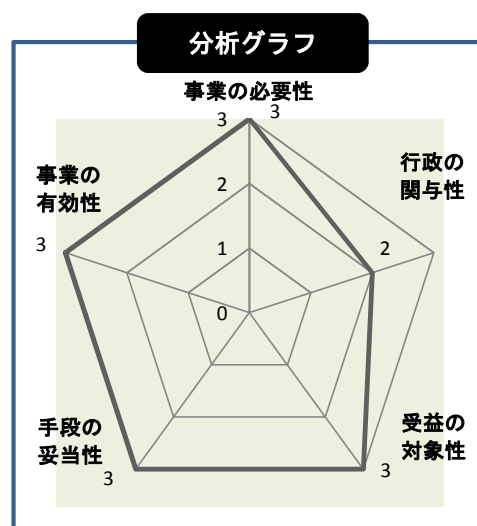 分析グラフ
事業の必要性
3
3
行政の
関与性
2
受益の
対象性
3
手段の
妥当性
3
事業の
有効性
3
2
1
0